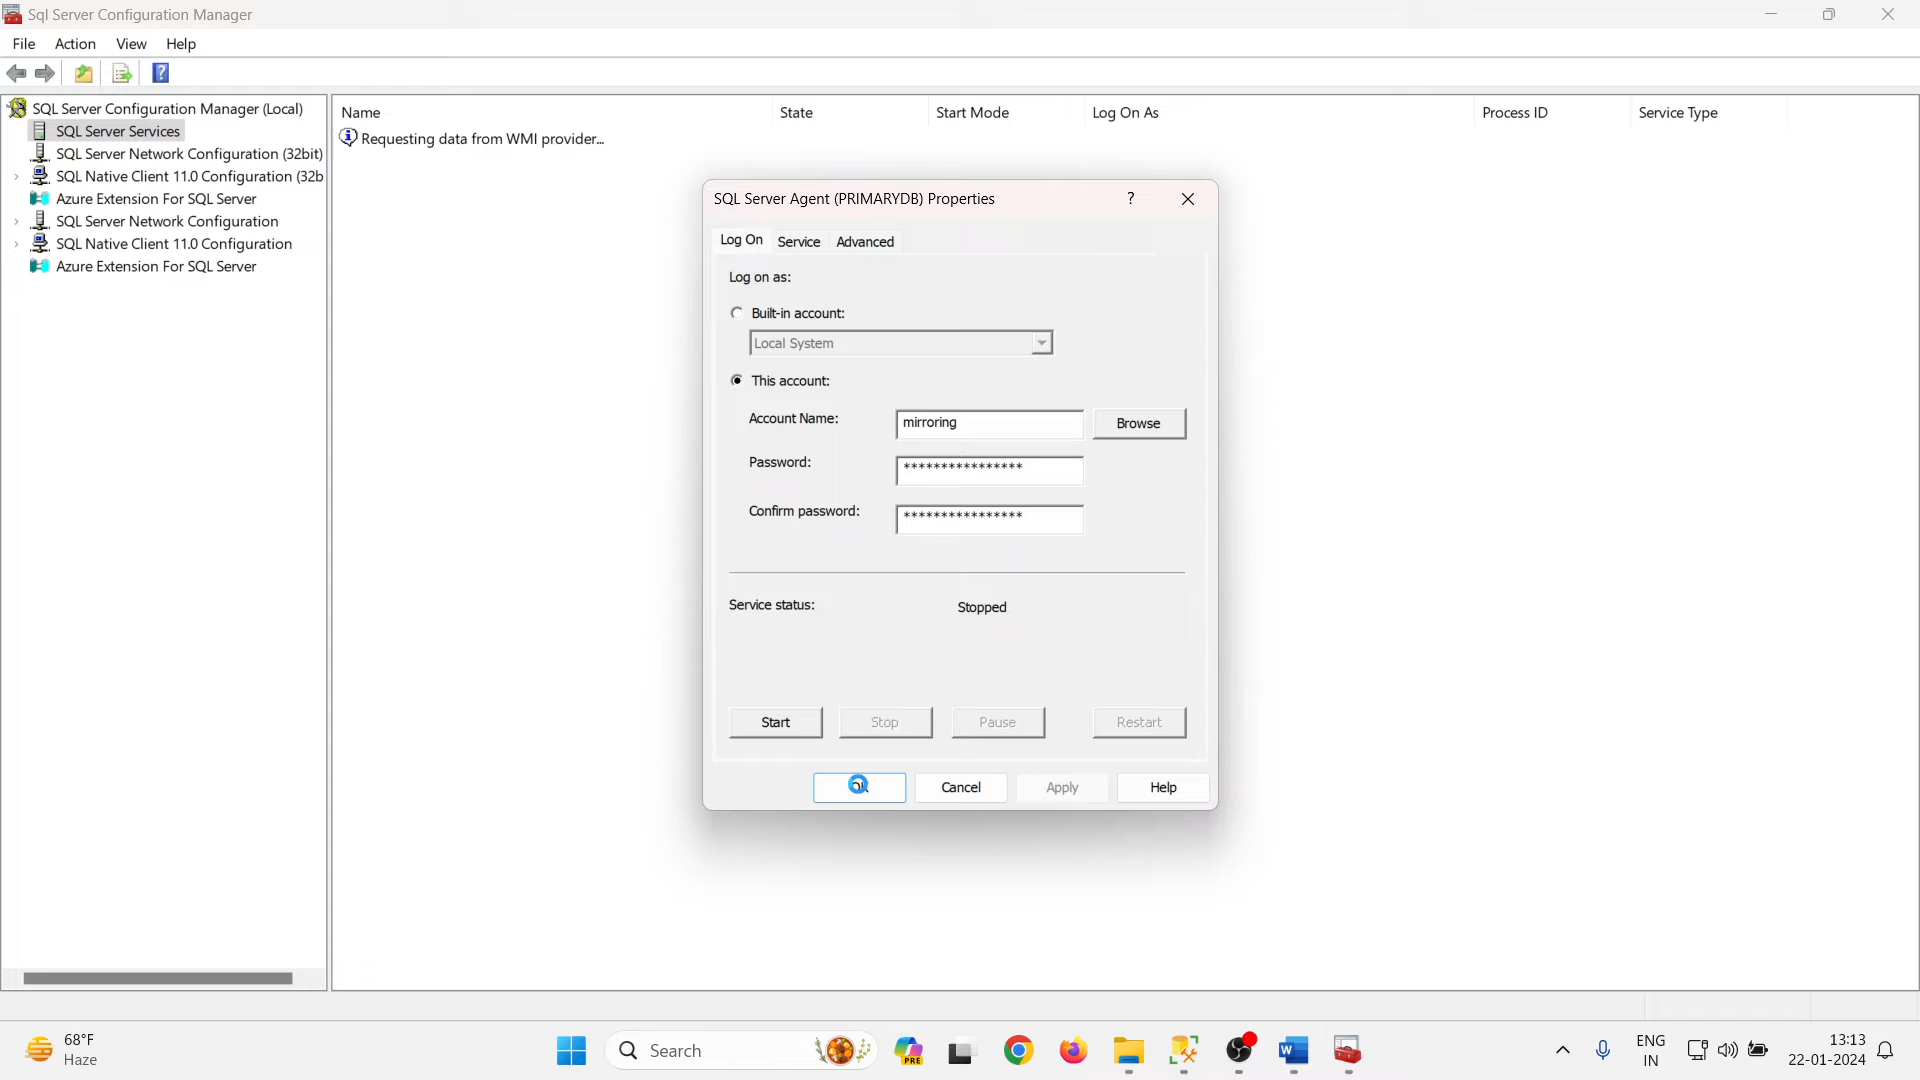 Sql Server Configuration Manager
File Action View Help
SQL Server Configuration Manager (Local)
SQL Server Services
SQL Server Network Configuration (32bit)
SQL Native Client 11.0 Configuration (32b
Azure Extension For SQL Server
SQL Server Network Configuration
SQL Native Client 11.0 Configuration
Azure Extension For SQL Server
Name State Start Mode Log On As Process ID Service Type
Requesting data from WMI provider...
SQL Server Agent (PRIMARYDB) Properties
Log On Service Advanced
Log on as:
Built-in account:
Local System
This account:
Account Name: mirroring Browse
Password: ****************
Confirm password: ****************
Service status: Stopped
Start Stop Pause Restart
Cancel Apply Help
68°F
Haze
Search
PRE
ENG
IN
13:13
22-01-2024